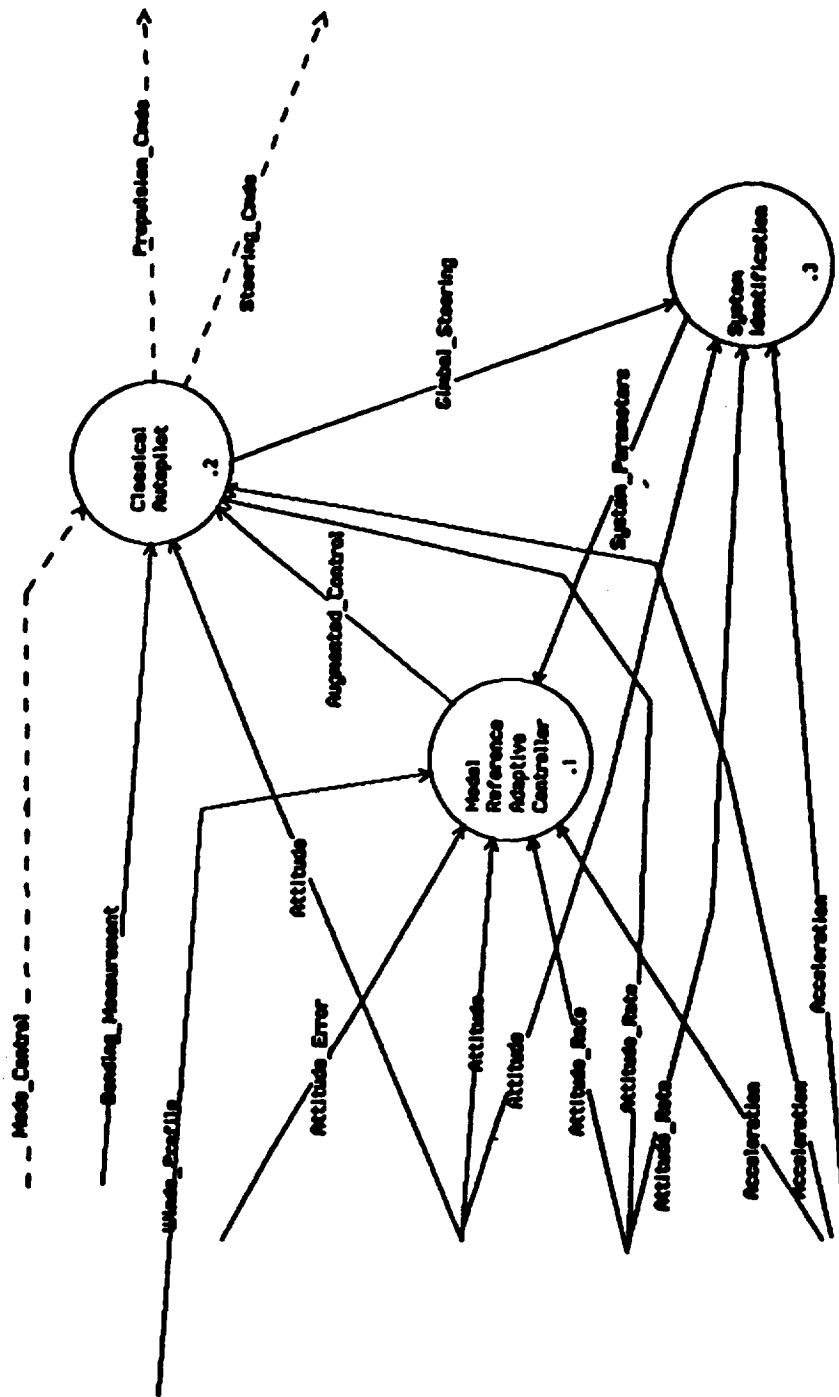 Mode_Control
Bending_Measurement
Winds_Profile
Attitude_Error
Attitude
Attitude
Attitude
Attitude_Rate
Attitude_Rate
Attitude_Rate
Acceleration
Acceleration
Acceleration
Model
Reference
Adaptive
Controller
.1
Augmented_Control
Classical
Autopilot
.2
System_Parameters
Gimbal_Steering
Propulsion_Cmds
Steering_Cmds
System
Identification
.3